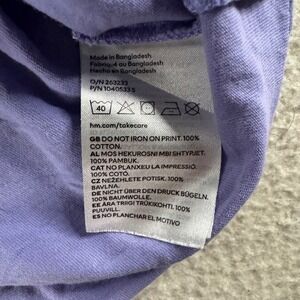 Made in Bangladesh
Fabriqué au Bangladesh
Hecho en Bangladesh
O/N 263233
P/N 1040533 S
40
hm.com/takecare
GB DO NOT IRON ON PRINT. 100%
COTTON.
AL MOS HEKUROSNI MBI SHTYPJET.
100% PAMBUK.
CAT NO PLANXEU LA IMPRESSIÓ.
100% COTÓ.
CZ NEŽEHLETE POTISK. 100%
BAVLNA.
DE NICHT ÜBER DEN DRUCK BÜGELN.
100% BAUMWOLLE.
EE ÄRA TRIIGI TRÜKIKOHTI. 100%
PUUVILL.
ES NO PLANCHAR EL MOTIVO